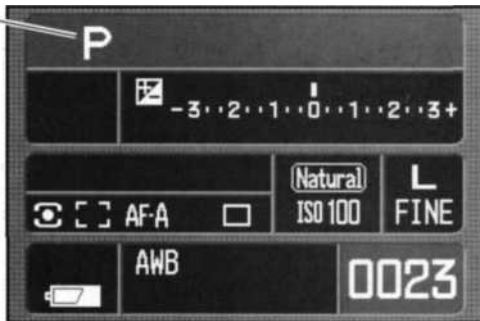 P
-3··2··1··0··1··2··3+
Natural
L
AF-A
ISO 100
FINE
AWB
0023